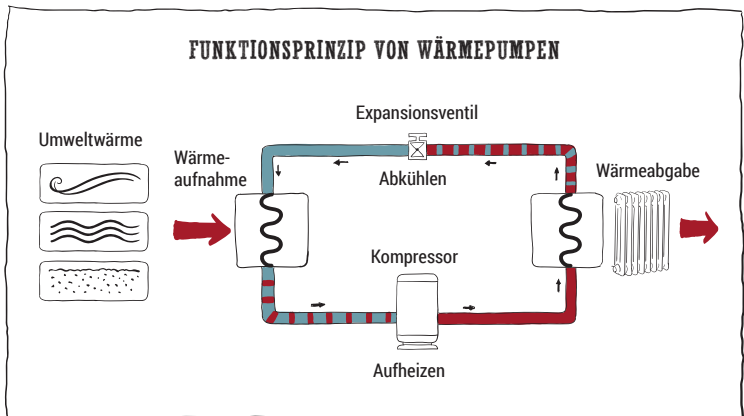 FUNKTIONSPRINZIP VON WÄRMEPUMPEN
Expansionsventil
Umweltwärme
Wärme-
aufnahme
Abkühlen
Wärmeabgabe
Kompressor
Aufheizen